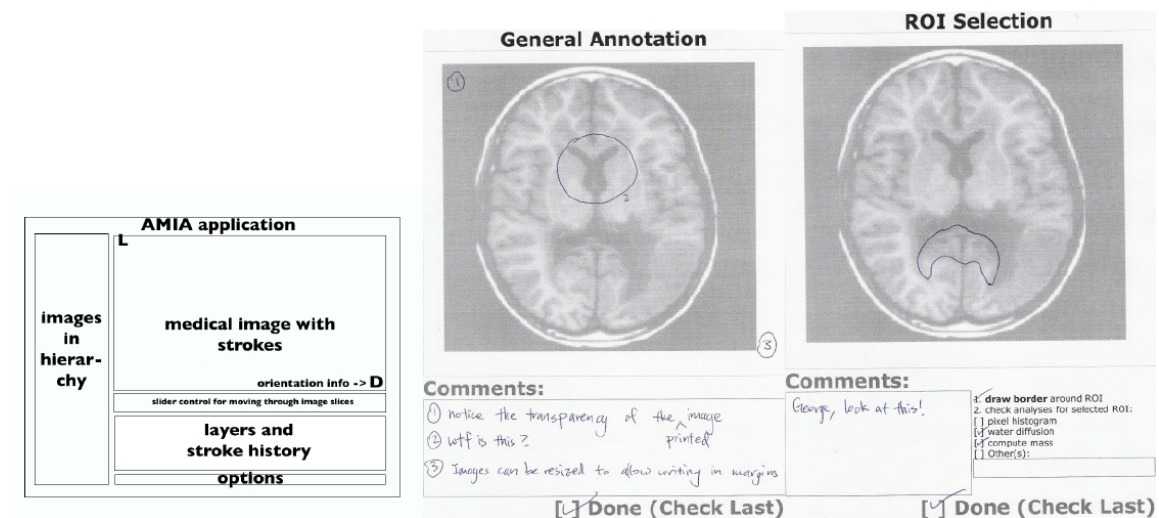 AMIA application
L
images
in
hierar-
chy
medical image with
strokes
orientation info -> D
slider control for moving through image slices
layers and
stroke history
options
General Annotation
1
2
3
Comments:
① notice the transparency of the ^ image
printed
② wtf is this?
③ Images can be resized to allow writing in margins
[✓] Done (Check Last)
ROI Selection
Comments:
George, look at this!
1. draw border around ROI
2. check analyses for selected ROI:
[ ] pixel histogram
[✓] water diffusion
[✓] compute mass
[ ] Other(s):
[✓] Done (Check Last)